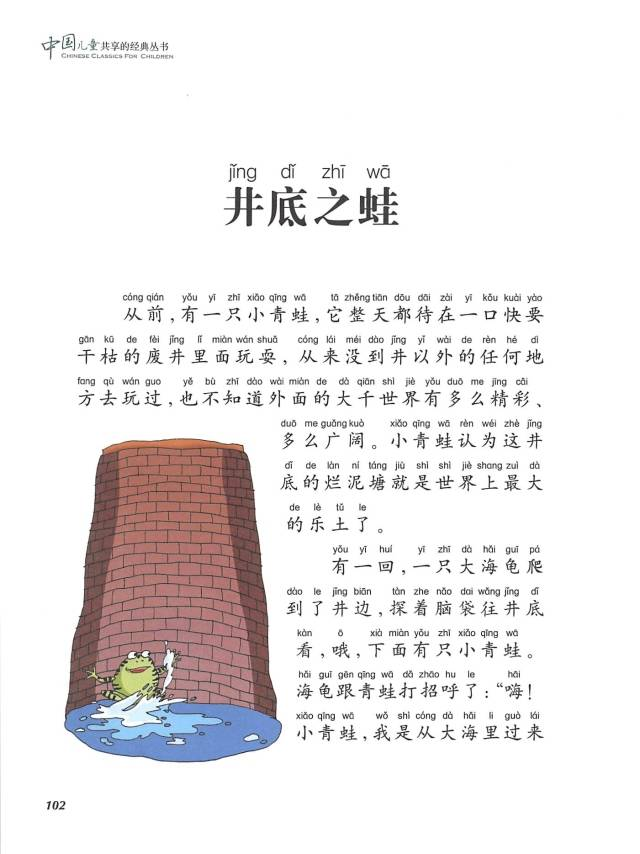 中国儿童共享的经典丛书
CHINESE CLASSICS FOR CHILDREN
jǐng dǐ zhī wā
井底之蛙
cóng qián yǒu yī zhī xiǎo qīng wā tā zhěng tiān dōu dāi zài yī kǒu kuài yào
从前，有一只小青蛙，它整天都待在一口快要
gān kū de fèi jǐng lǐ miàn wán shuǎ cóng lái méi dào jǐng yǐ wài de rèn hé dì
干枯的废井里面玩耍，从来没到井以外的任何地
fang qù wán guo yě bù zhī dào wài miàn de dà qiān shì jiè yǒu duō me jīng cǎi
方去玩过，也不知道外面的大千世界有多么精彩、
duō me guǎng kuò xiǎo qīng wā rèn wéi zhè jǐng
多么广阔。小青蛙认为这井
dǐ de làn ní táng jiù shì shì jiè shang zuì dà
底的烂泥塘就是世界上最大
de lè tǔ le
的乐土了。
yǒu yī huí yī zhī dà hǎi guī pá
有一回，一只大海龟爬
dào le jǐng biān tàn zhe nǎo dai wǎng jǐng dǐ
到了井边，探着脑袋往井底
kàn ò xià miàn yǒu zhī xiǎo qīng wā
看，哦，下面有只小青蛙。
hǎi guī gēn qīng wā dǎ zhāo hu le hāi
海龟跟青蛙打招呼了：“嗨！
xiǎo qīng wā wǒ shì cóng dà hǎi li guò lái
小青蛙，我是从大海里过来
102